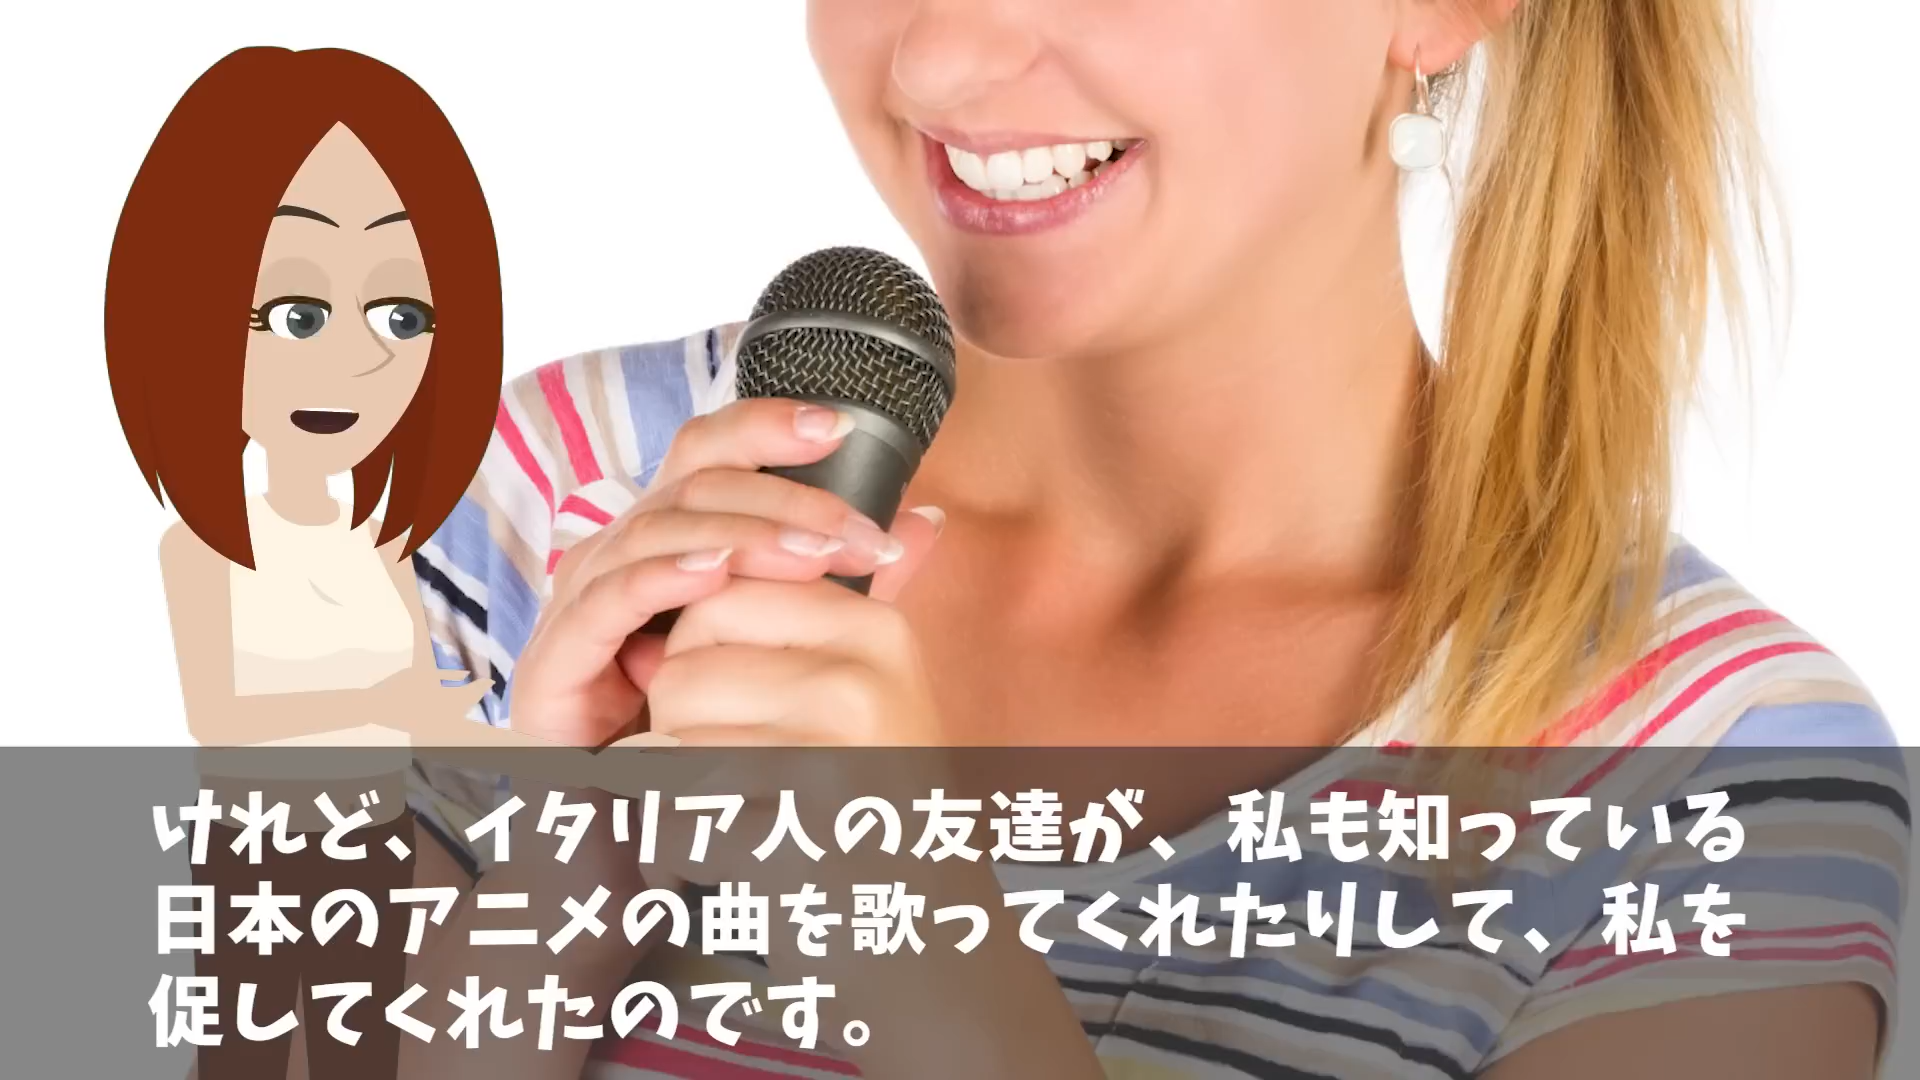 けれど、イタリア人の友達が、私も知っている
日本のアニメの曲を歌ってくれたりして、私を
促してくれたのです。